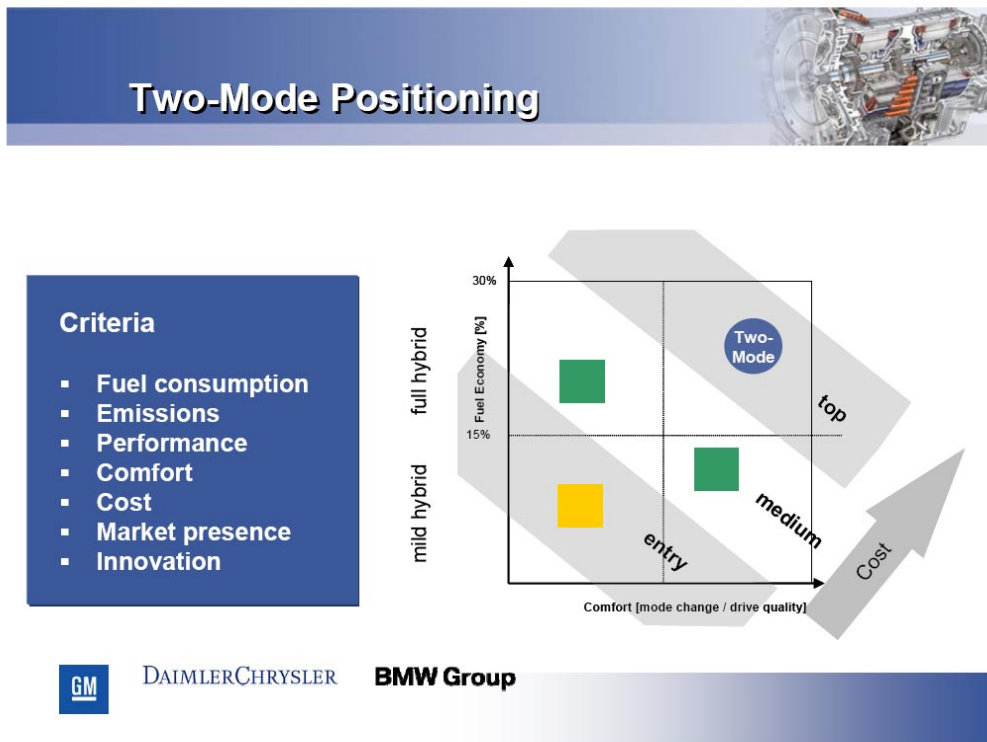 Two-Mode Positioning
Criteria
▪ Fuel consumption
▪ Emissions
▪ Performance
▪ Comfort
▪ Cost
▪ Market presence
▪ Innovation
full hybrid
mild hybrid
Fuel Economy [%]
30%
15%
Two-
Mode
top
medium
entry
Cost
Comfort [mode change / drive quality]
GM
DAIMLERCHRYSLER
BMW Group